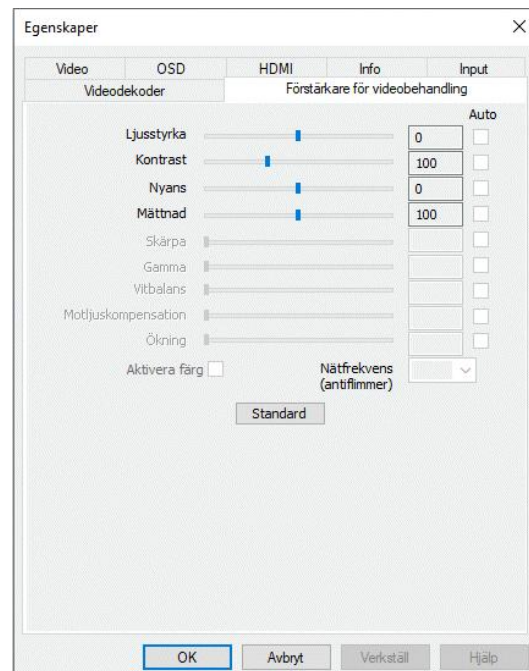 Egenskaper
Video OSD HDMI Info Input
Videodekoder Förstärkare för videobehandling
Auto
Ljusstyrka 0
Kontrast 100
Nyans 0
Mättnad 100
Skärpa
Gamma
Vitbalans
Motljuskompensation
Ökning
Aktivera färg Nätfrekvens
(antiflimmer)
Standard
OK Avbryt Verkställ Hjälp